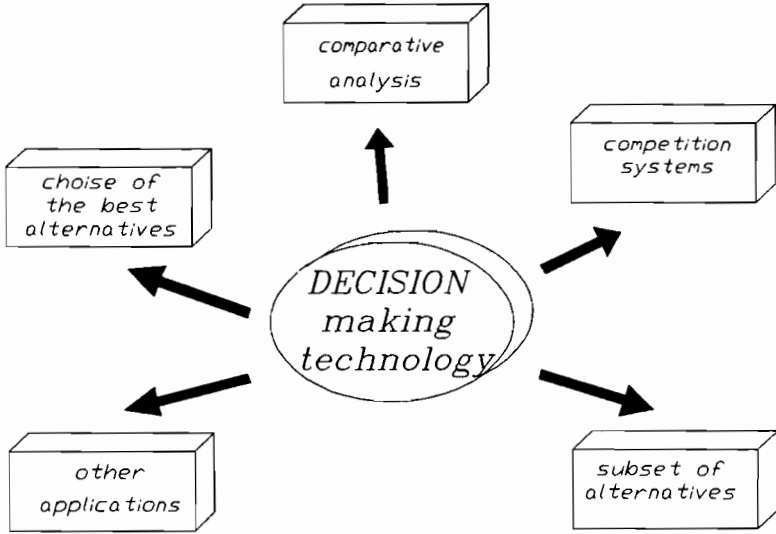 comparative
analysis
competition
systems
choise of
the best
alternatives
DECISION
making
technology
other
applications
subset of
alternatives